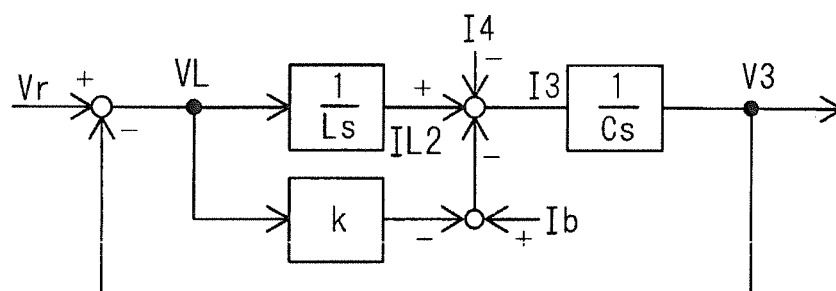 I4
−
Vr
+
−
VL
1
Ls
+
IL2
−
I3
1
Cs
V3
k
−
+
Ib